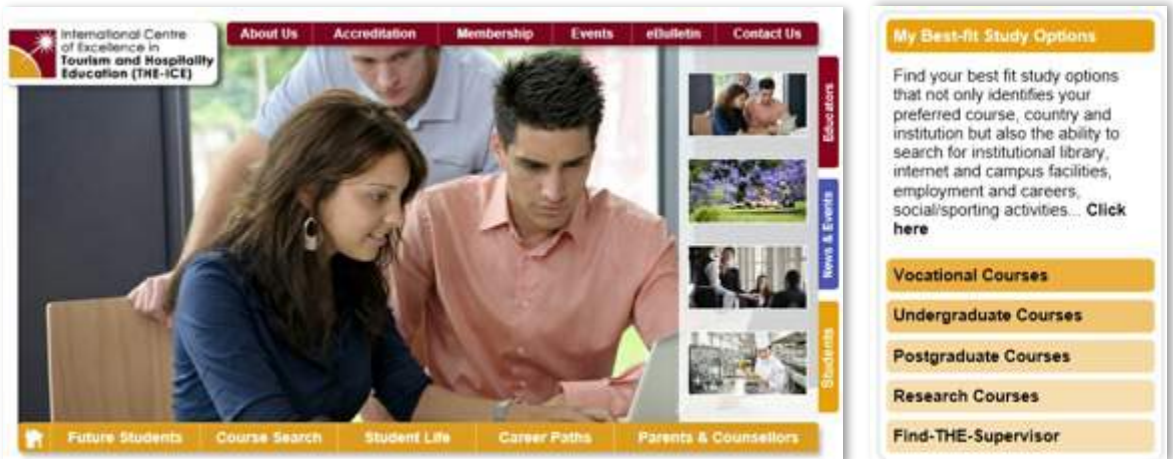 International Centre
of Excellence in
Tourism and Hospitality
Education (THE-ICE)
About Us
Accreditation
Membership
Events
eBulletin
Contact Us
Educators
News & Events
Students
Future Students
Course Search
Student Life
Career Paths
Parents & Counsellors
My Best-fit Study Options
Find your best fit study options
that not only identifies your
preferred course, country and
institution but also the ability to
search for institutional library,
internet and campus facilities,
employment and careers,
social/sporting activities... Click
here
Vocational Courses
Undergraduate Courses
Postgraduate Courses
Research Courses
Find-THE-Supervisor